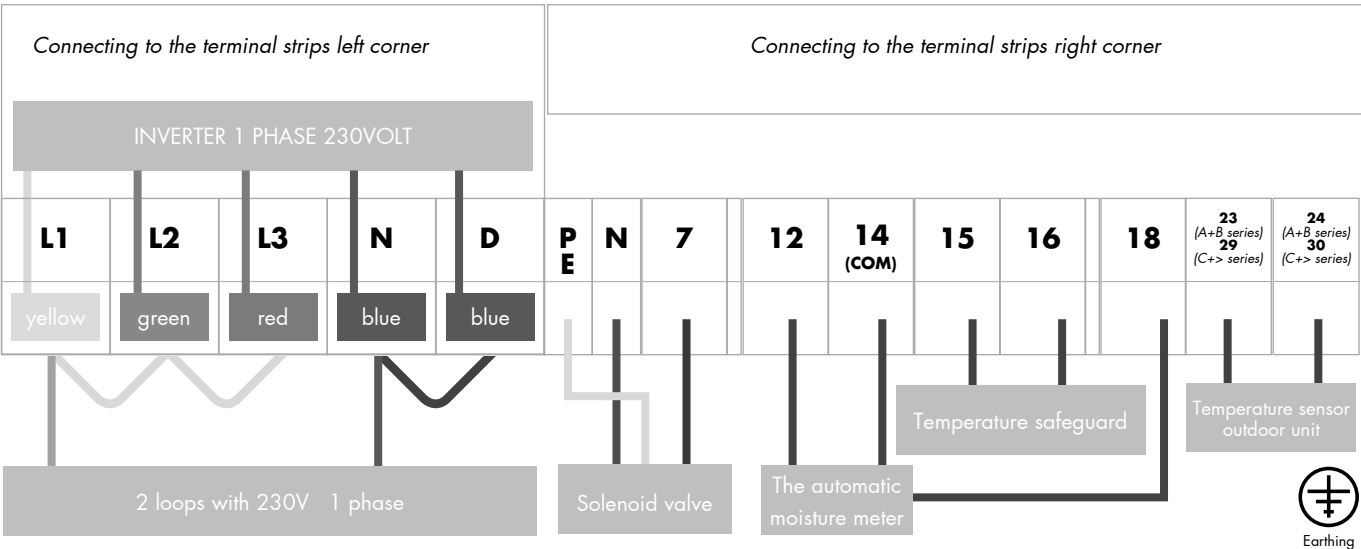 Connecting to the terminal strips left corner
Connecting to the terminal strips right corner
INVERTER 1 PHASE 230VOLT
L1
L2
L3
N
D
P
E
N
7
12
14
(COM)
15
16
18
23
(A+B series)
29
(C+> series)
24
(A+B series)
30
(C+> series)
yellow
green
red
blue
blue
Temperature safeguard
Temperature sensor
outdoor unit
2 loops with 230V 1 phase
Solenoid valve
The automatic
moisture meter
Earthing